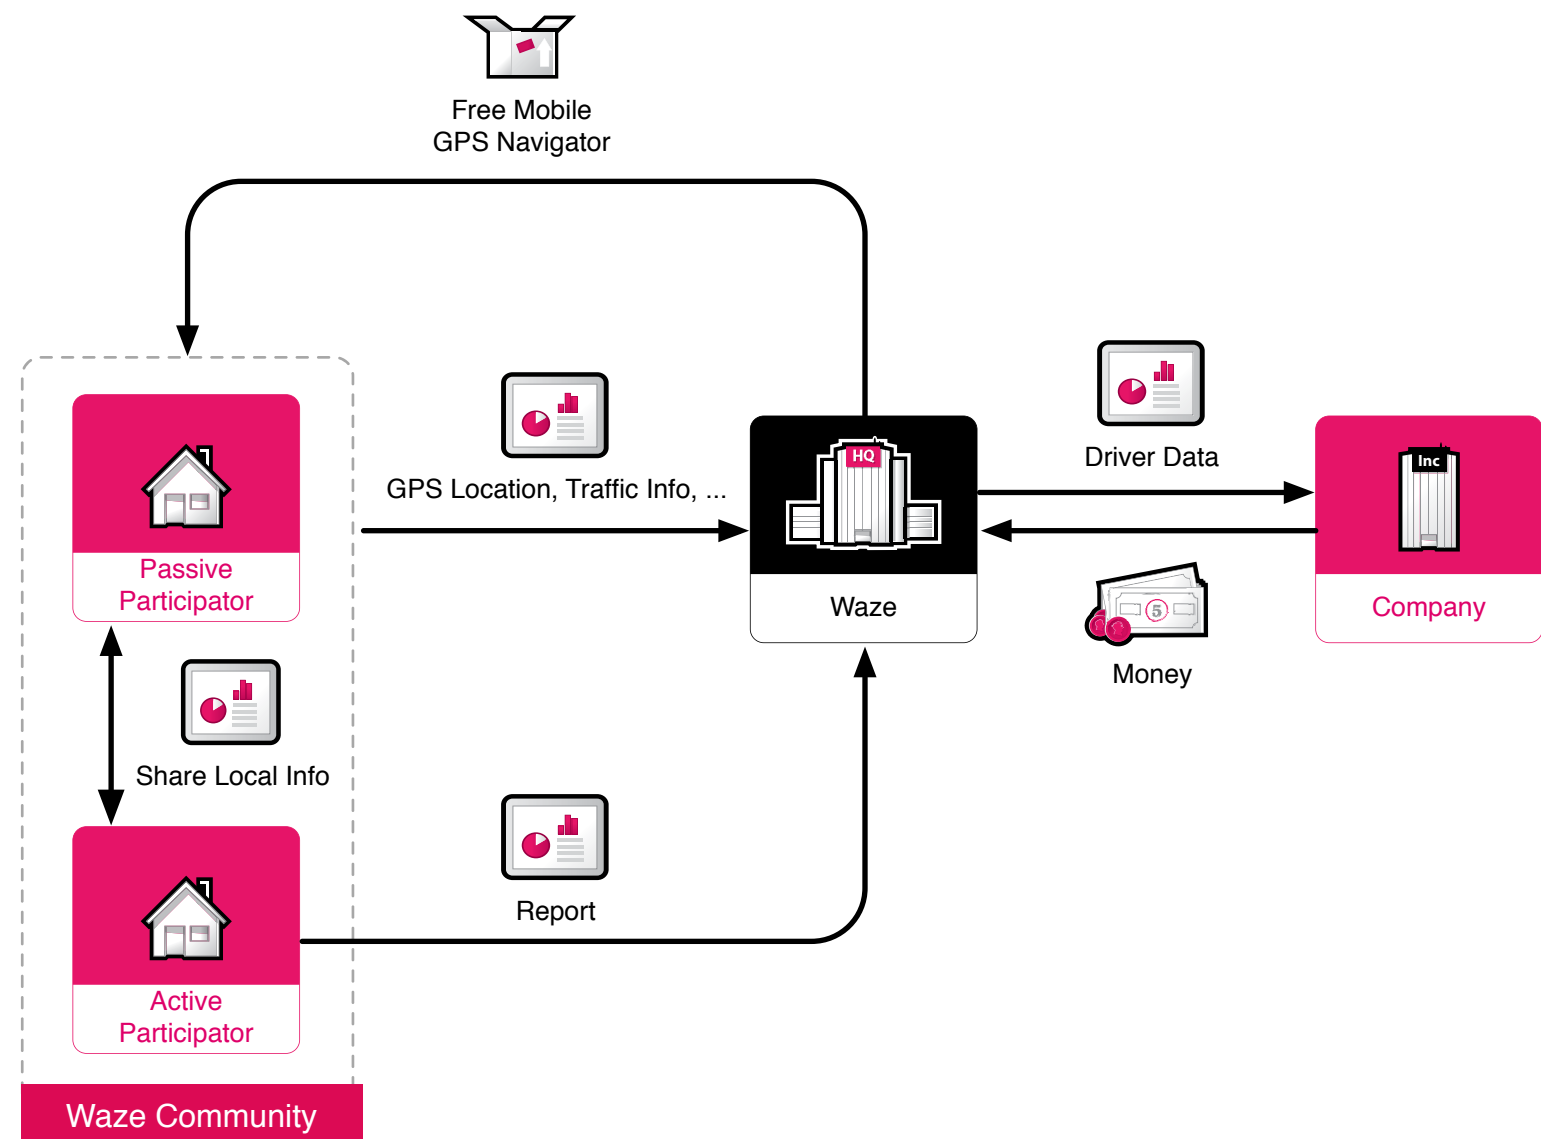 Free Mobile
GPS Navigator
GPS Location, Traffic Info, ...
HQ
Waze
Driver Data
Inc
Company
5
Money
Passive
Participator
Share Local Info
Report
Active
Participator
Waze Community